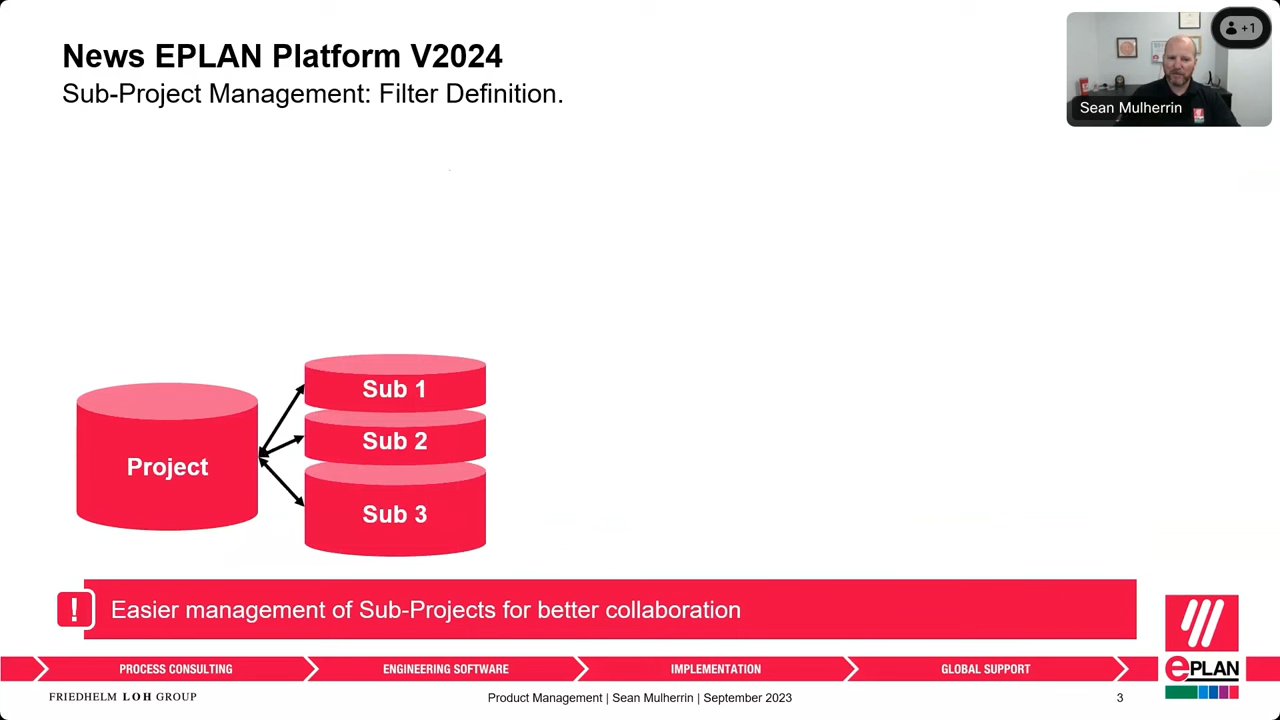 News EPLAN Platform V2024
Sub-Project Management: Filter Definition.
+1
Sean Mulherrin
Sub 1
Sub 2
Project
Sub 3
! Easier management of Sub-Projects for better collaboration
PROCESS CONSULTING
ENGINEERING SOFTWARE
IMPLEMENTATION
GLOBAL SUPPORT
ePLAN
FRIEDHELM LOH GROUP
Product Management | Sean Mulherrin | September 2023
3